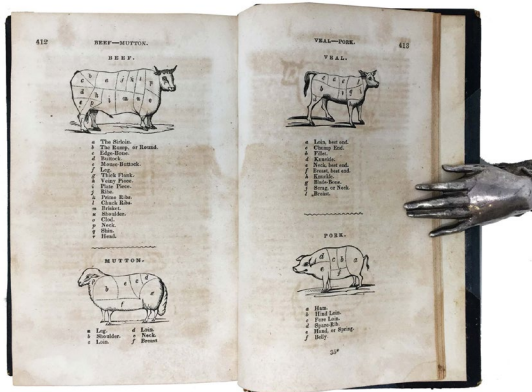 412
BEEF—MUTTON.
BEEF.
a The Sirloin.
b The Rump, or Round.
c Edge-Bone.
d Buttock.
e Mouse-Buttock.
f Leg.
g Thick Flank.
h Veiny Piece.
i Plate Piece.
j Ribs.
k Prime Ribs.
l Chuck Ribs
m Brisket.
n Shoulder.
o Clod.
p Neck.
q Shin.
r Head.
MUTTON.
a Leg.
b Shoulder.
c Loin.
d Loin.
e Neck.
f Breast
VEAL—PORK.
413
VEAL.
a Loin, best end.
b Chump End.
c Fillet.
d Knuckle.
e Neck, best end.
f Breast, best end
h Knuckle.
g Blade-Bone.
j Scrag, or Neck.
l Brane.
PORK.
a Ham.
b Hind Loin.
c Fore Loin.
d Spare-Rib.
e Hand, or Spring.
f Belly.
35*